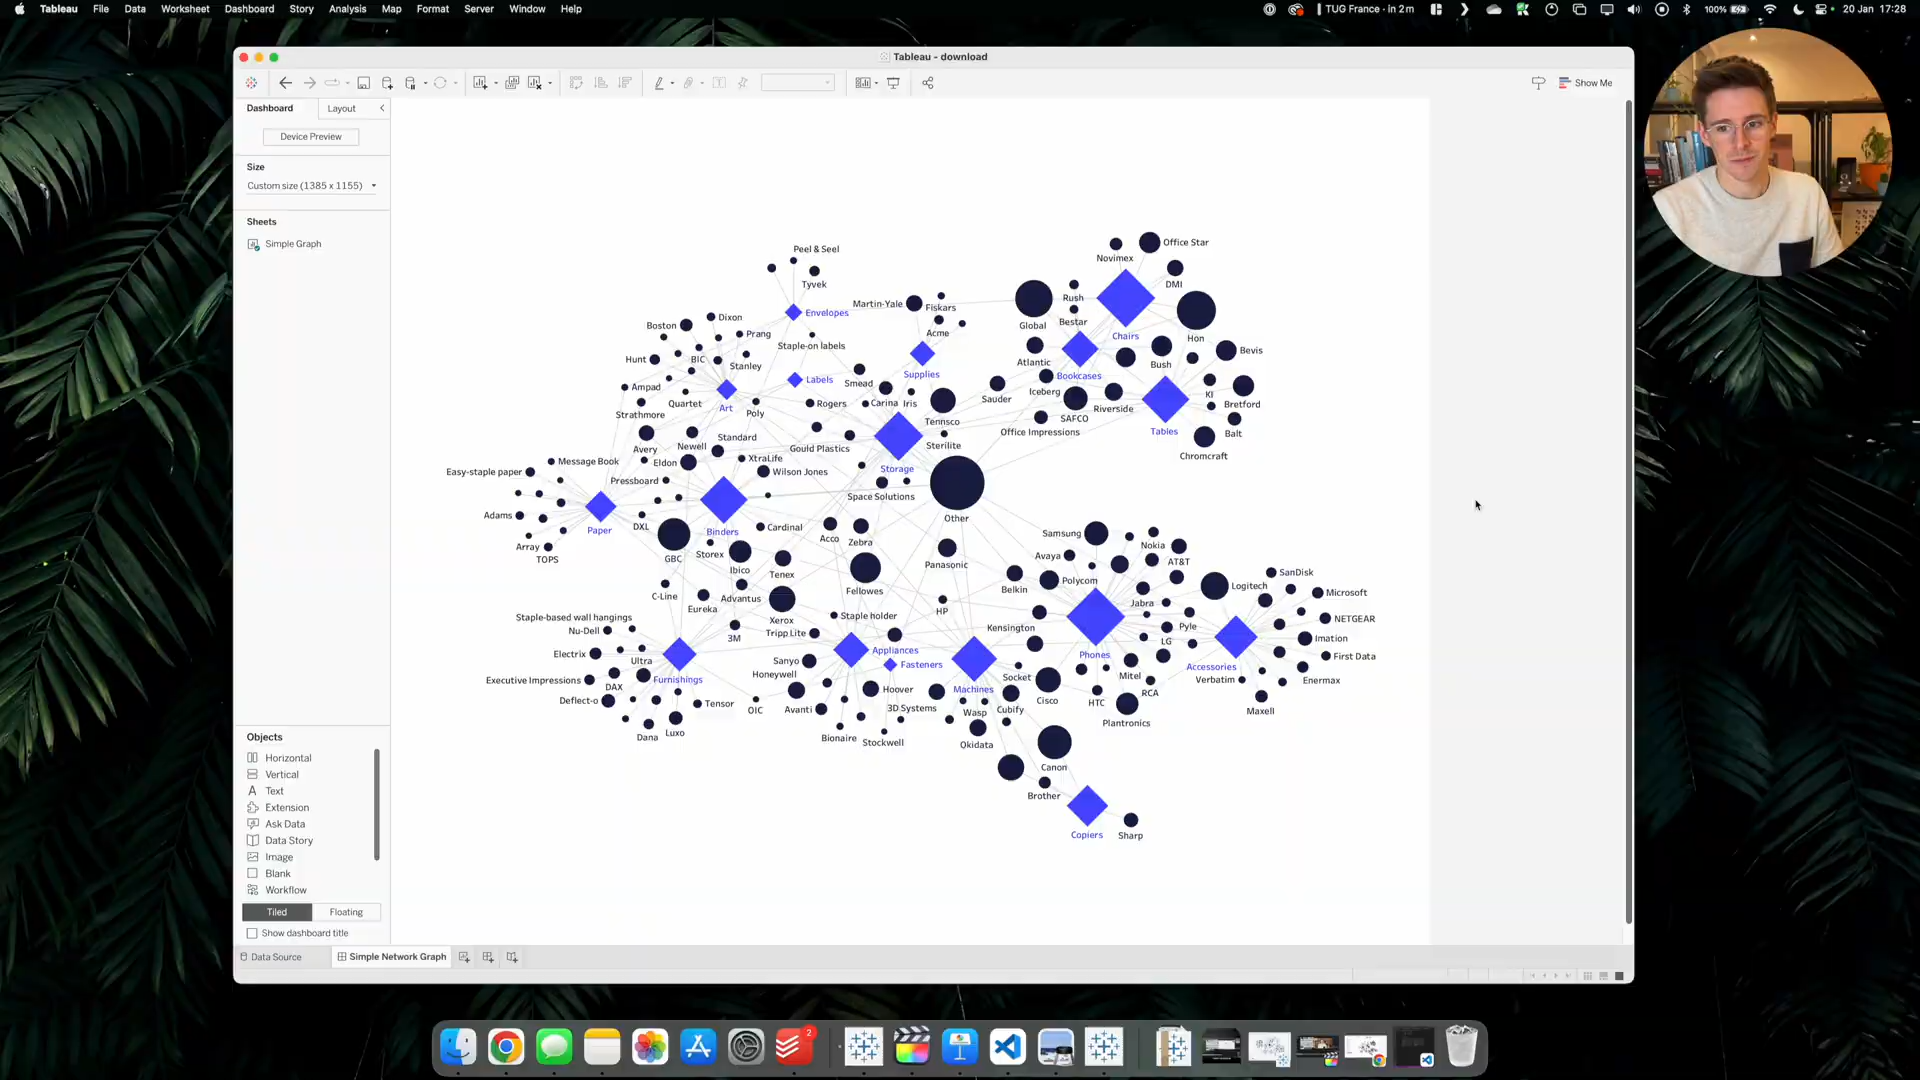 Tableau File Data Worksheet Dashboard Story Analysis Map Format Server Window Help
TUG France · in 2 m
100%
20 Jan 17:28
Tableau - download
Show Me
Dashboard
Layout
Device Preview
Size
Custom size (1385 x 1155)
Sheets
Simple Graph
Peel & Seel
Tyvek
Envelopes
Martin-Yale
Fiskars
Acme
Supplies
Novimex
Office Star
DMI
Global
Rush
Bestar
Chairs
Hon
Atlantic
Bookcases
Bush
Bevis
Boston
Dixon
Prang
Staple-on labels
Hunt
BIC
Stanley
Labels
Smead
Ampad
Quartet
Art
Poly
Rogers
Carina
Iris
Sauder
Iceberg
Riverside
KI
Bretford
Strathmore
Tennsco
SAFCO
Office Impressions
Tables
Balt
Chromcraft
Avery
Newell
Standard
Gould Plastics
Sterilite
Easy-staple paper
Message Book
Eldon
XtraLife
Wilson Jones
Storage
Pressboard
Space Solutions
Adams
Paper
DXL
Binders
Cardinal
Other
Array
TOPS
GBC
Storex
Ibico
Acco
Zebra
Panasonic
Samsung
Nokia
Avaya
AT&T
Tenex
Fellowes
Belkin
Polycom
Logitech
SanDisk
C-Line
Eureka
Advantus
Xerox
HP
Jabra
Microsoft
Staple-based wall hangings
Nu-Dell
3M
Tripp Lite
Staple holder
Kensington
Pyle
NETGEAR
LG
Imation
Electrix
Ultra
Furnishings
Sanyo
Honeywell
Appliances
Fasteners
Machines
Socket
Phones
Mitel
Accessories
First Data
Executive Impressions
DAX
Verbatim
Enermax
Deflect-o
Tensor
OIC
Avanti
Hoover
3D Systems
Wasp
Cubify
Cisco
HTC
RCA
Plantronics
Maxell
Dana
Luxo
Bionaire
Stockwell
Okidata
Canon
Brother
Copiers
Sharp
Objects
Horizontal
Vertical
Text
Extension
Ask Data
Data Story
Image
Blank
Workflow
Tiled
Floating
Show dashboard title
Data Source
Simple Network Graph
2